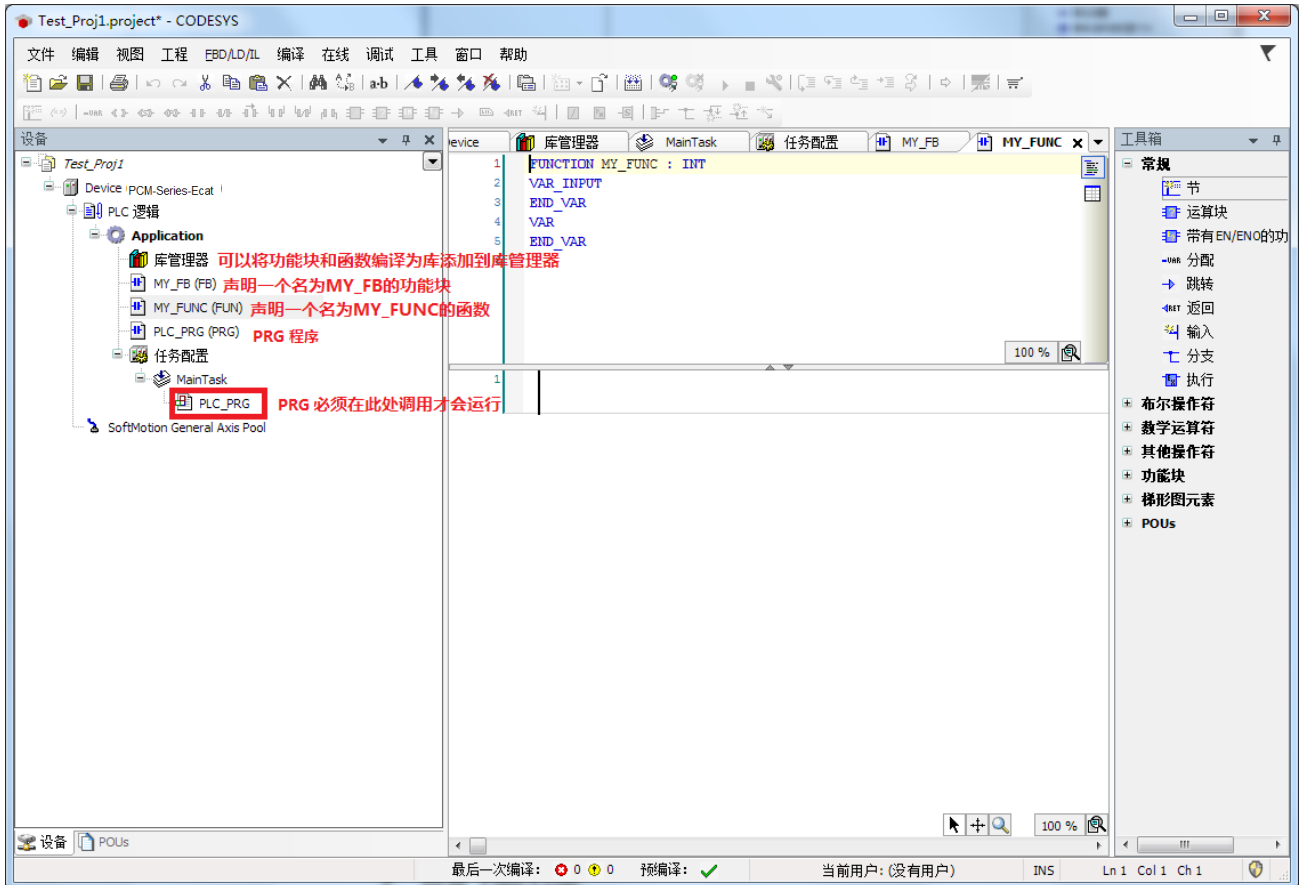 Test_Proj1.project* - CODESYS
文件 编辑 视图 工程 FBD/LD/IL 编译 在线 调试 工具 窗口 帮助
设备
Test_Proj1
Device PCM-Series-Ecat
PLC 逻辑
Application
库管理器 可以将功能块和函数编译为库添加到库管理器
MY_FB (FB) 声明一个名为MY_FB的功能块
MY_FUNC (FUN) 声明一个名为MY_FUNC的函数
PLC_PRG (PRG) PRG 程序
任务配置
MainTask
PLC_PRG PRG 必须在此处调用才会运行
SoftMotion General Axis Pool
设备 POUs
evice 库管理器 MainTask 任务配置 MY_FB MY_FUNC
1 FUNCTION MY_FUNC : INT
2 VAR_INPUT
3 END_VAR
4 VAR
5 END_VAR
100 %
1
100 %
工具箱
常规
节
运算块
带有EN/ENO的功
分配
跳转
返回
输入
分支
执行
布尔操作符
数学运算符
其他操作符
功能块
梯形图元素
POUs
最后一次编译: 0 0 预编译: 当前用户: (没有用户) INS Ln 1 Col 1 Ch 1